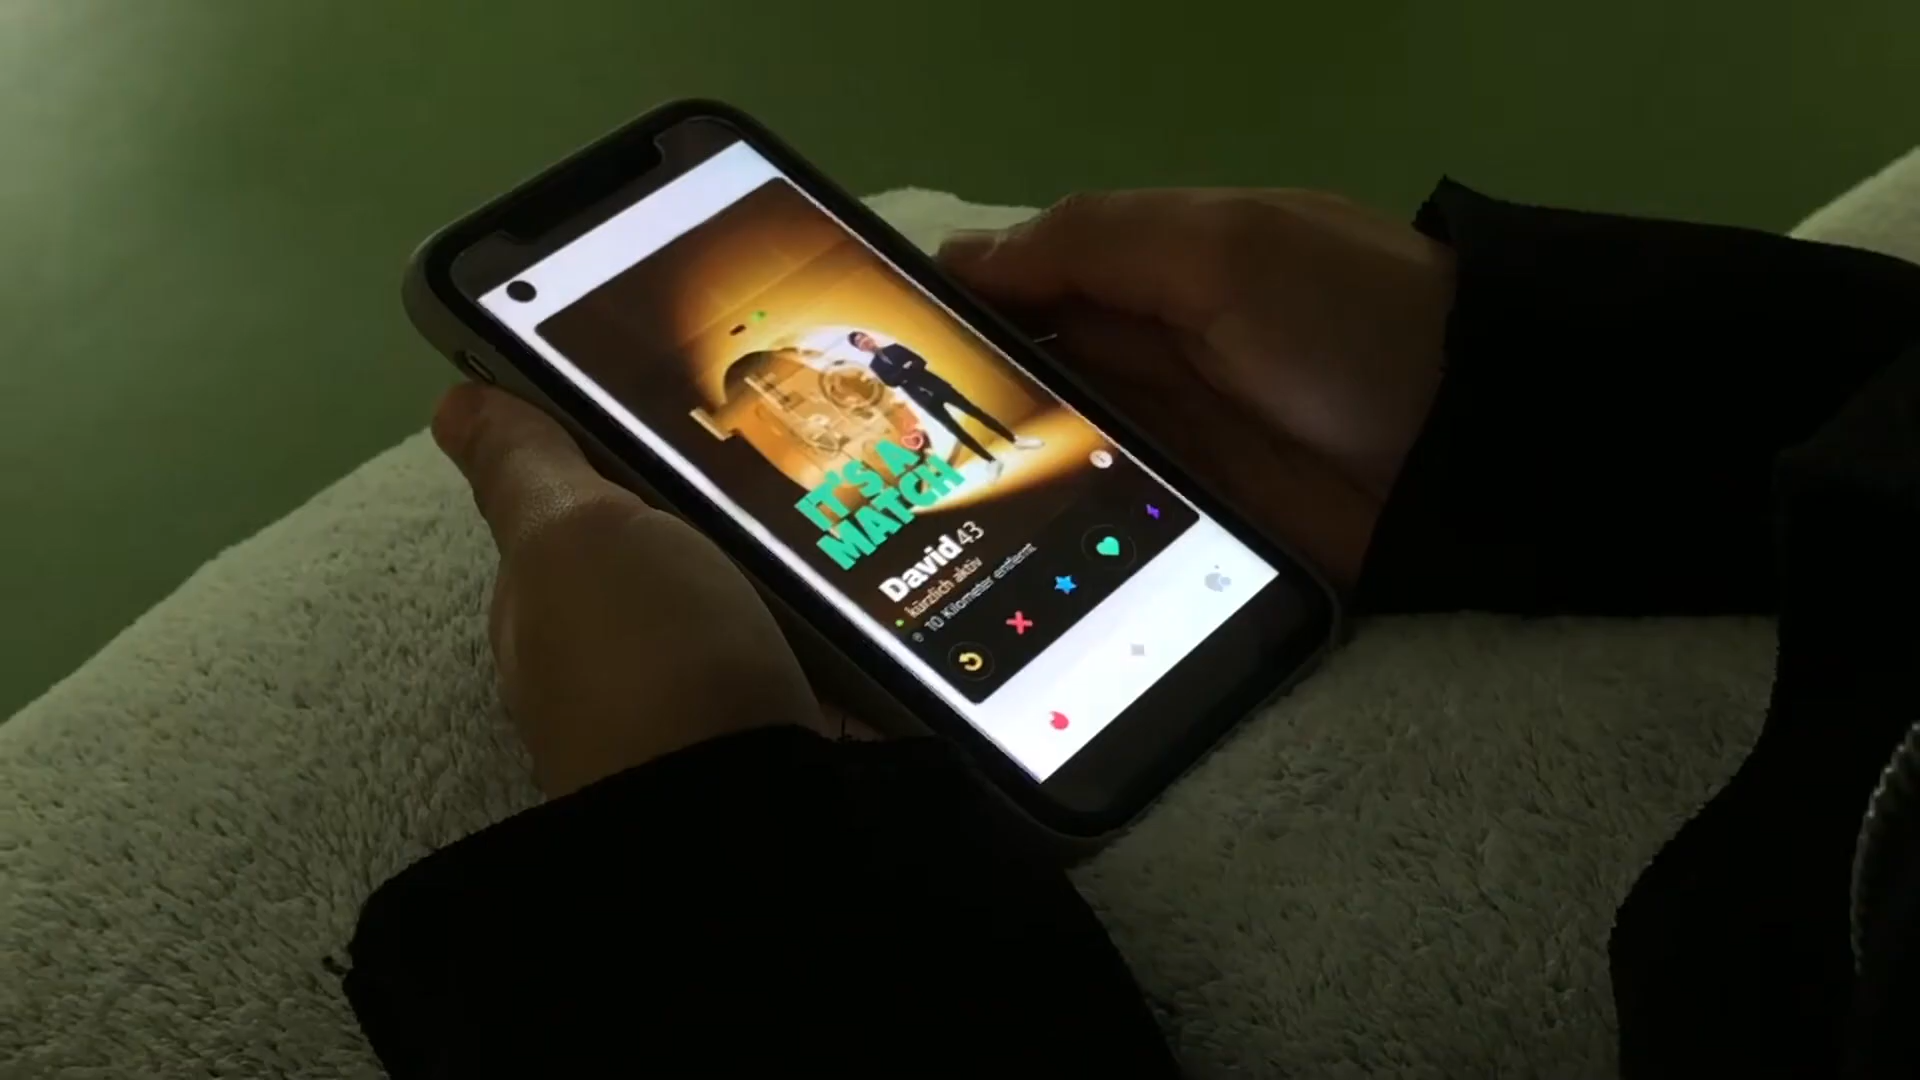 IT'S A
MATCH
David 43
kürzlich aktiv
10 Kilometer entfernt